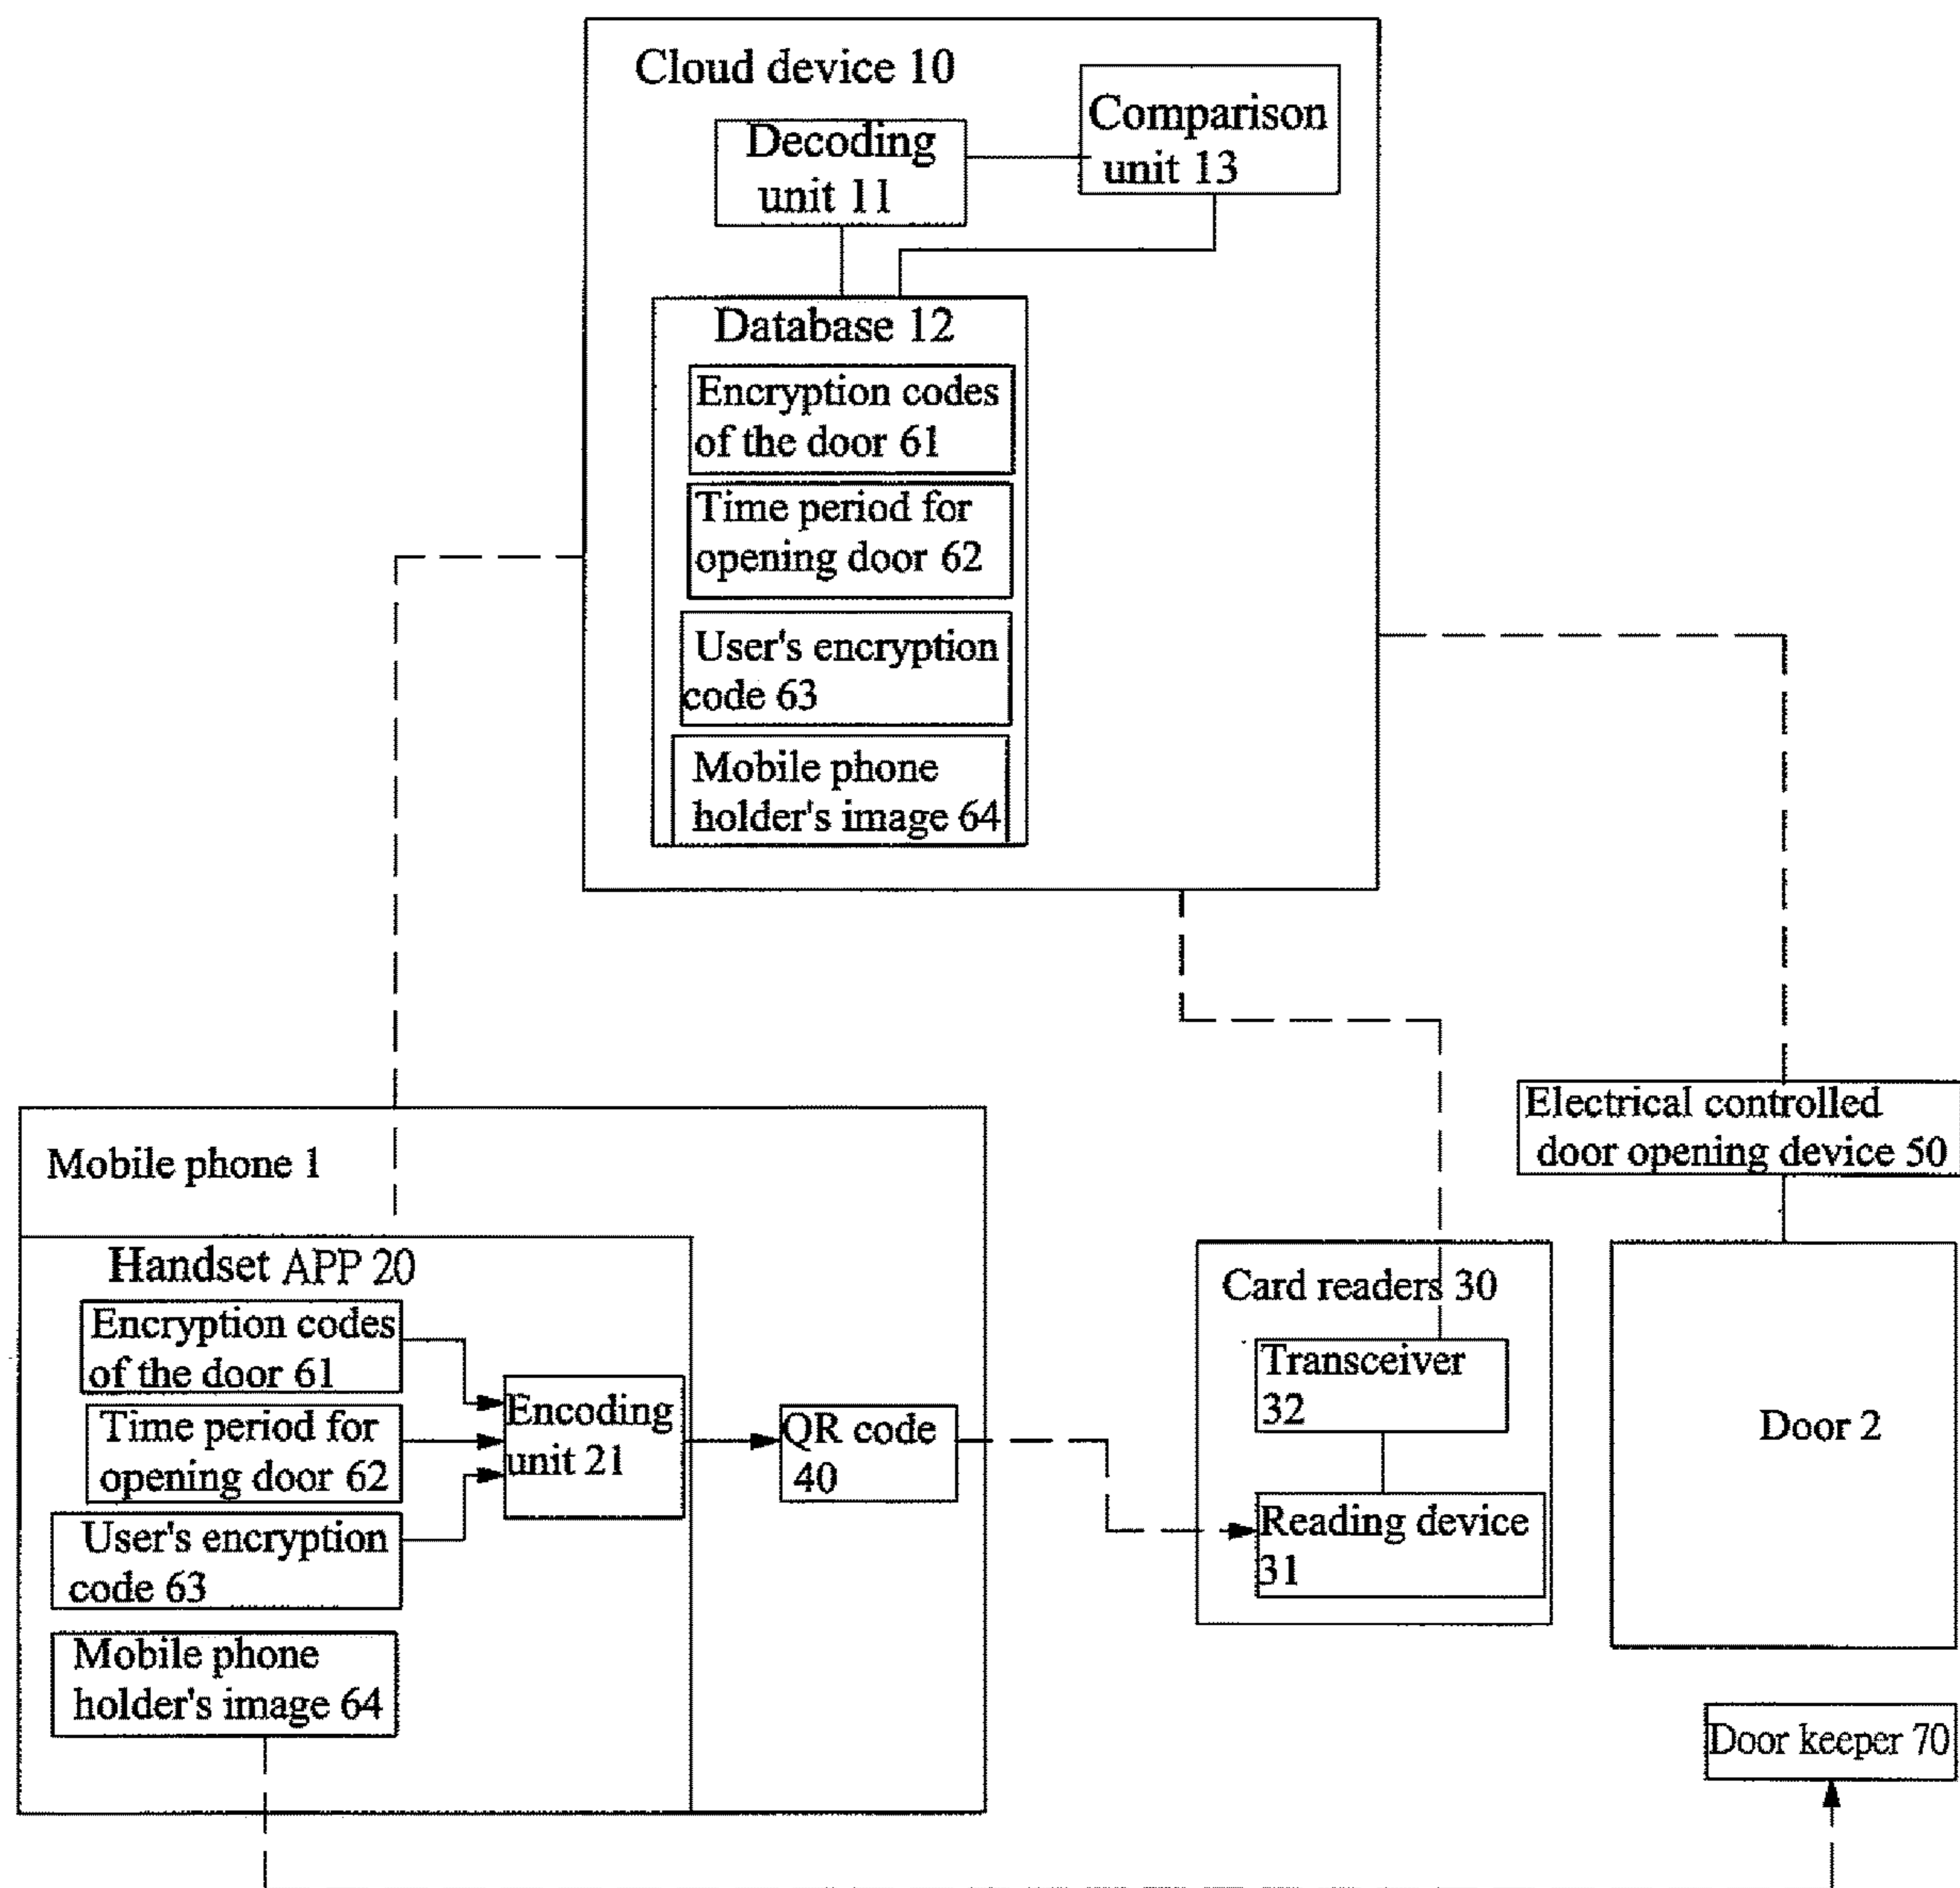 Cloud device 10
Comparison
unit 13
Decoding
unit 11
Database 12
Encryption codes
of the door 61
Time period for
opening door 62
User's encryption
code 63
Mobile phone
holder's image 64
Electrical controlled
door opening device 50
Mobile phone 1
Handset APP 20
Encryption codes
of the door 61
Time period for
opening door 62
User's encryption
code 63
Mobile phone
holder's image 64
Encoding
unit 21
QR code
40
Card readers 30
Transceiver
32
Reading device
31
Door 2
Door keeper 70